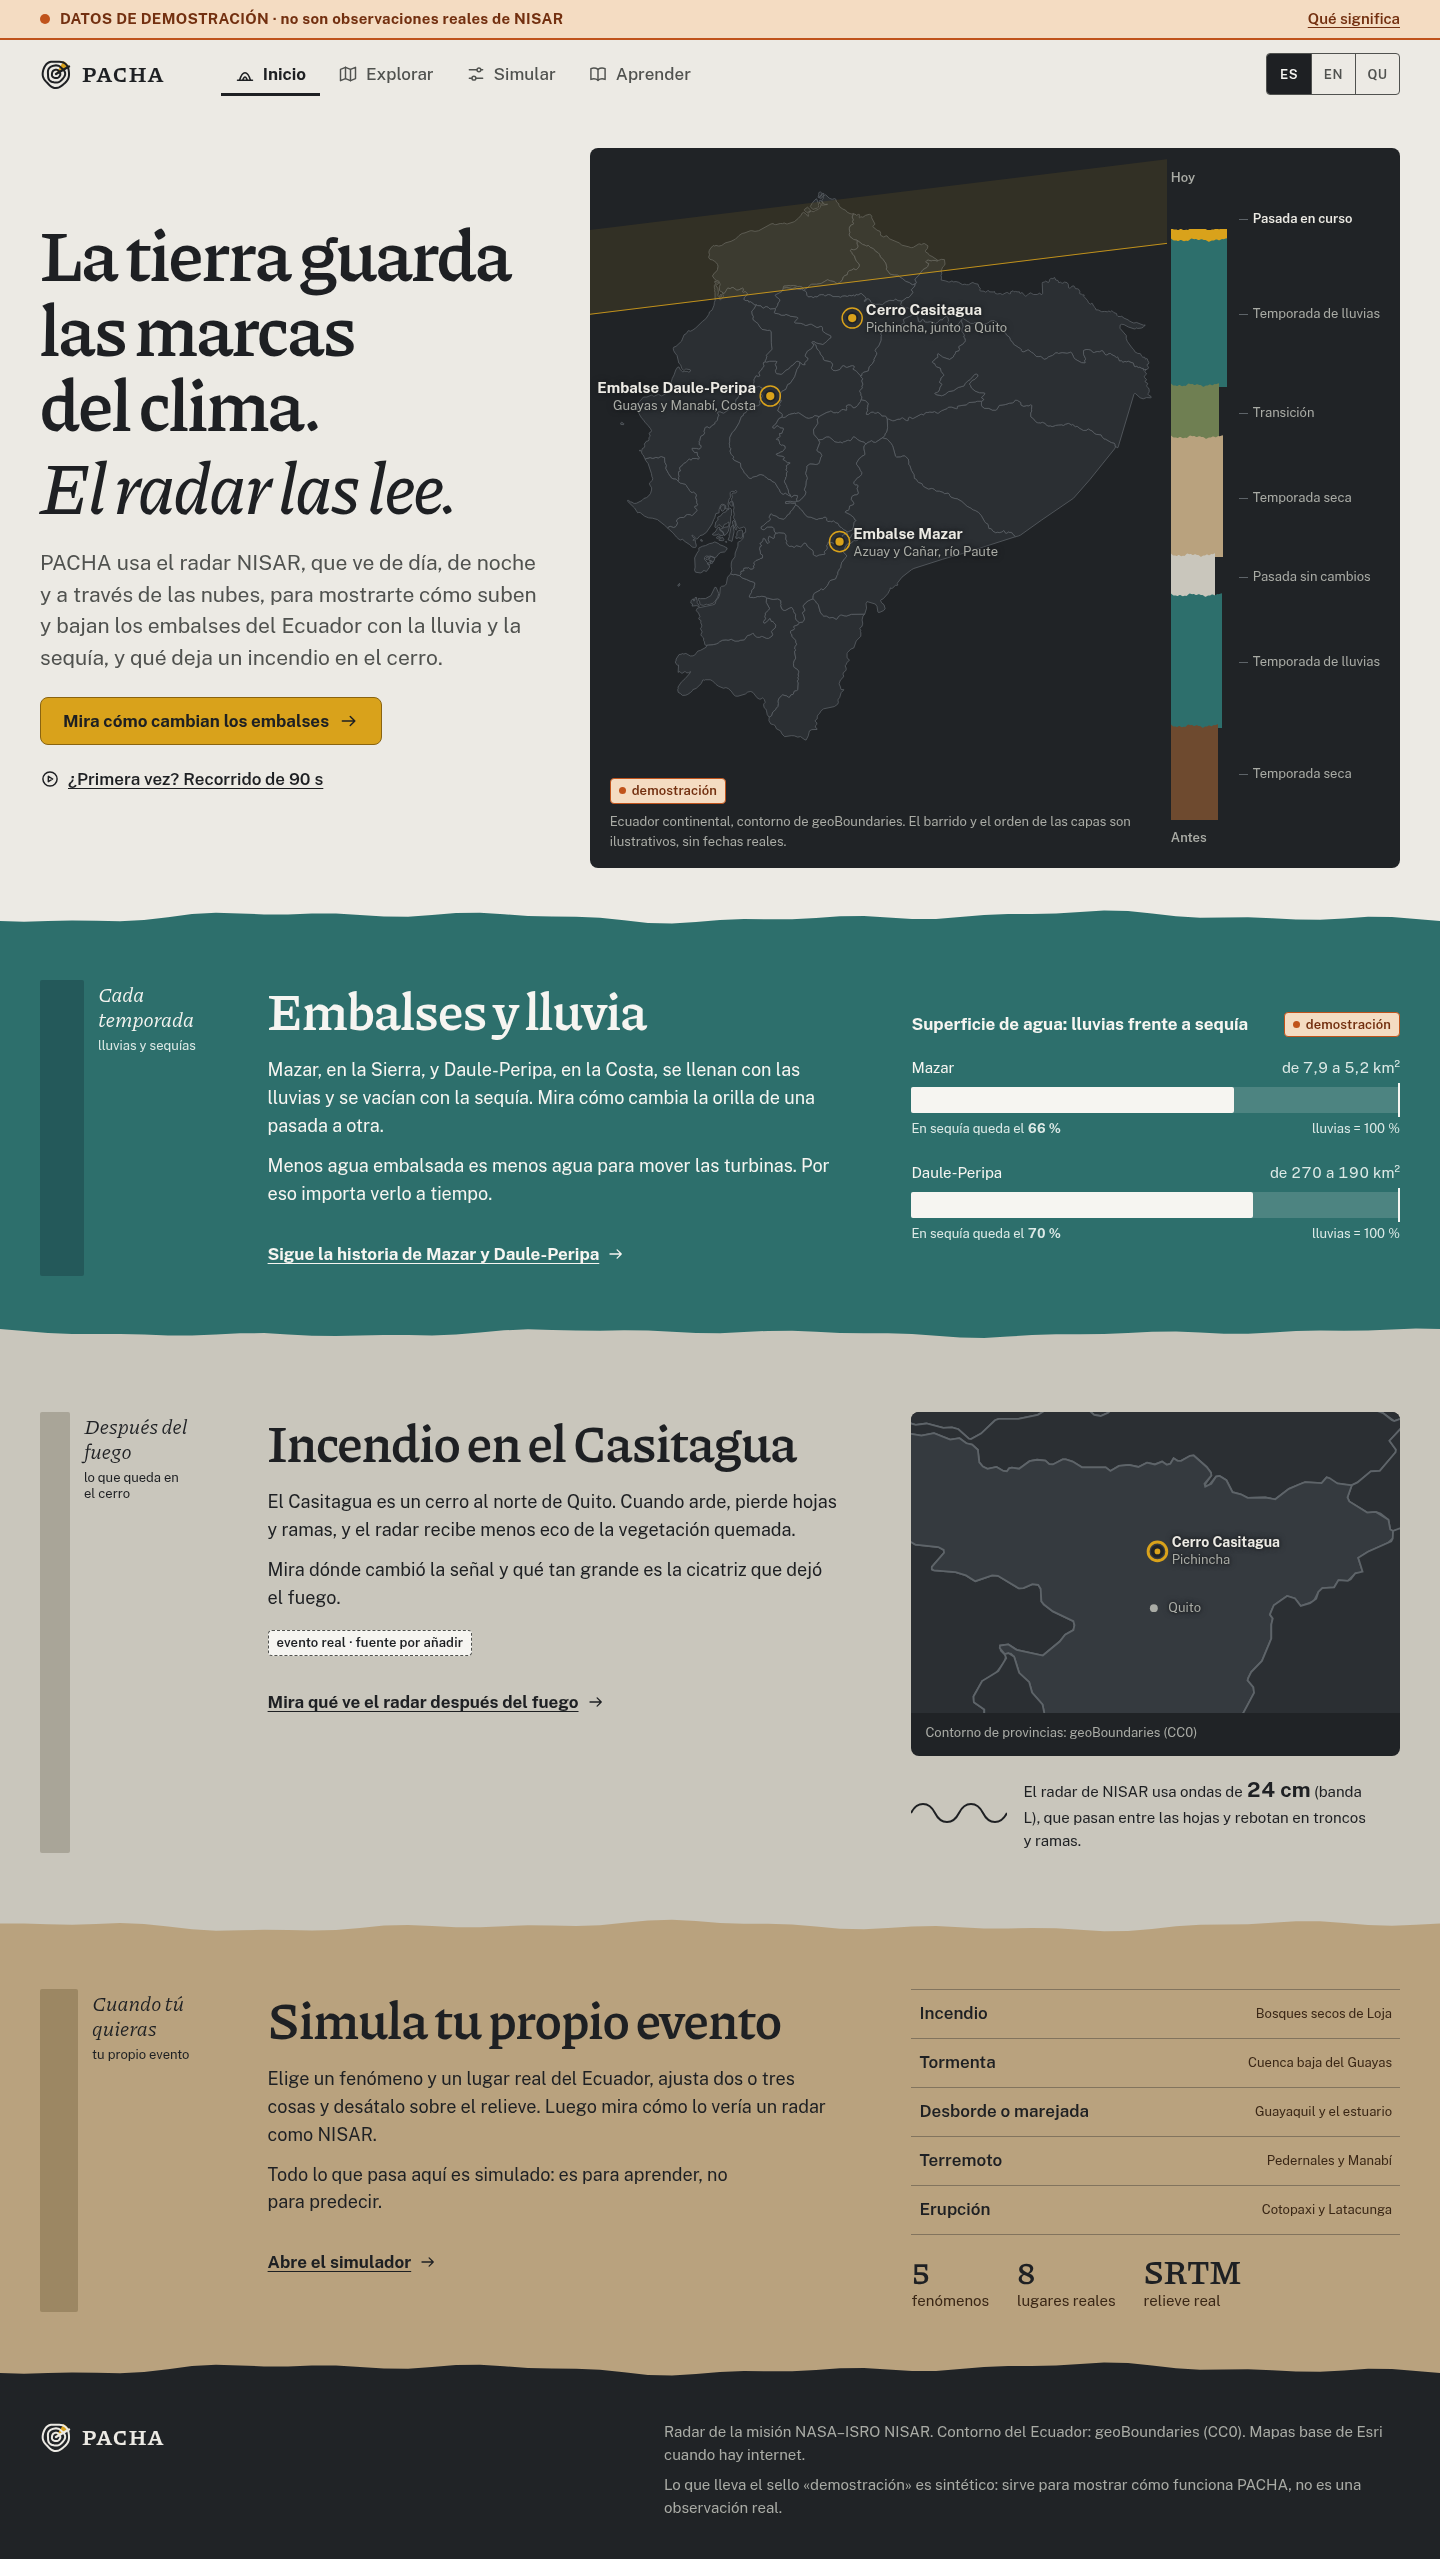 DATOS DE DEMOSTRACIÓN · no son observaciones reales de NISAR
Qué significa
PACHA
Inicio
Explorar
Simular
Aprender
ES
EN
QU
La tierra guarda
las marcas
del clima.
El radar las lee.
PACHA usa el radar NISAR, que ve de día, de noche
y a través de las nubes, para mostrarte cómo suben
y bajan los embalses del Ecuador con la lluvia y la
sequía, y qué deja un incendio en el cerro.
Mira cómo cambian los embalses
¿Primera vez? Recorrido de 90 s
Cerro Casitagua
Pichincha, junto a Quito
Embalse Daule-Peripa
Guayas y Manabí, Costa
Embalse Mazar
Azuay y Cañar, río Paute
demostración
Ecuador continental, contorno de geoBoundaries. El barrido y el orden de las capas son
ilustrativos, sin fechas reales.
Hoy
Pasada en curso
Temporada de lluvias
Transición
Temporada seca
Pasada sin cambios
Temporada de lluvias
Temporada seca
Antes
Cada
temporada
lluvias y sequías
Embalses y lluvia
Mazar, en la Sierra, y Daule-Peripa, en la Costa, se llenan con las
lluvias y se vacían con la sequía. Mira cómo cambia la orilla de una
pasada a otra.
Menos agua embalsada es menos agua para mover las turbinas. Por
eso importa verlo a tiempo.
Sigue la historia de Mazar y Daule-Peripa
Superficie de agua: lluvias frente a sequía
demostración
Mazar
de 7,9 a 5,2 km²
En sequía queda el 66 %
lluvias = 100 %
Daule-Peripa
de 270 a 190 km²
En sequía queda el 70 %
lluvias = 100 %
Después del
fuego
lo que queda en
el cerro
Incendio en el Casitagua
El Casitagua es un cerro al norte de Quito. Cuando arde, pierde hojas
y ramas, y el radar recibe menos eco de la vegetación quemada.
Mira dónde cambió la señal y qué tan grande es la cicatriz que dejó
el fuego.
evento real · fuente por añadir
Mira qué ve el radar después del fuego
Cerro Casitagua
Pichincha
Quito
Contorno de provincias: geoBoundaries (CC0)
El radar de NISAR usa ondas de 24 cm (banda
L), que pasan entre las hojas y rebotan en troncos
y ramas.
Cuando tú
quieras
tu propio evento
Simula tu propio evento
Elige un fenómeno y un lugar real del Ecuador, ajusta dos o tres
cosas y desátalo sobre el relieve. Luego mira cómo lo vería un radar
como NISAR.
Todo lo que pasa aquí es simulado: es para aprender, no
para predecir.
Abre el simulador
Incendio
Bosques secos de Loja
Tormenta
Cuenca baja del Guayas
Desborde o marejada
Guayaquil y el estuario
Terremoto
Pedernales y Manabí
Erupción
Cotopaxi y Latacunga
5
fenómenos
8
lugares reales
SRTM
relieve real
PACHA
Radar de la misión NASA–ISRO NISAR. Contorno del Ecuador: geoBoundaries (CC0). Mapas base de Esri
cuando hay internet.
Lo que lleva el sello «demostración» es sintético: sirve para mostrar cómo funciona PACHA, no es una
observación real.